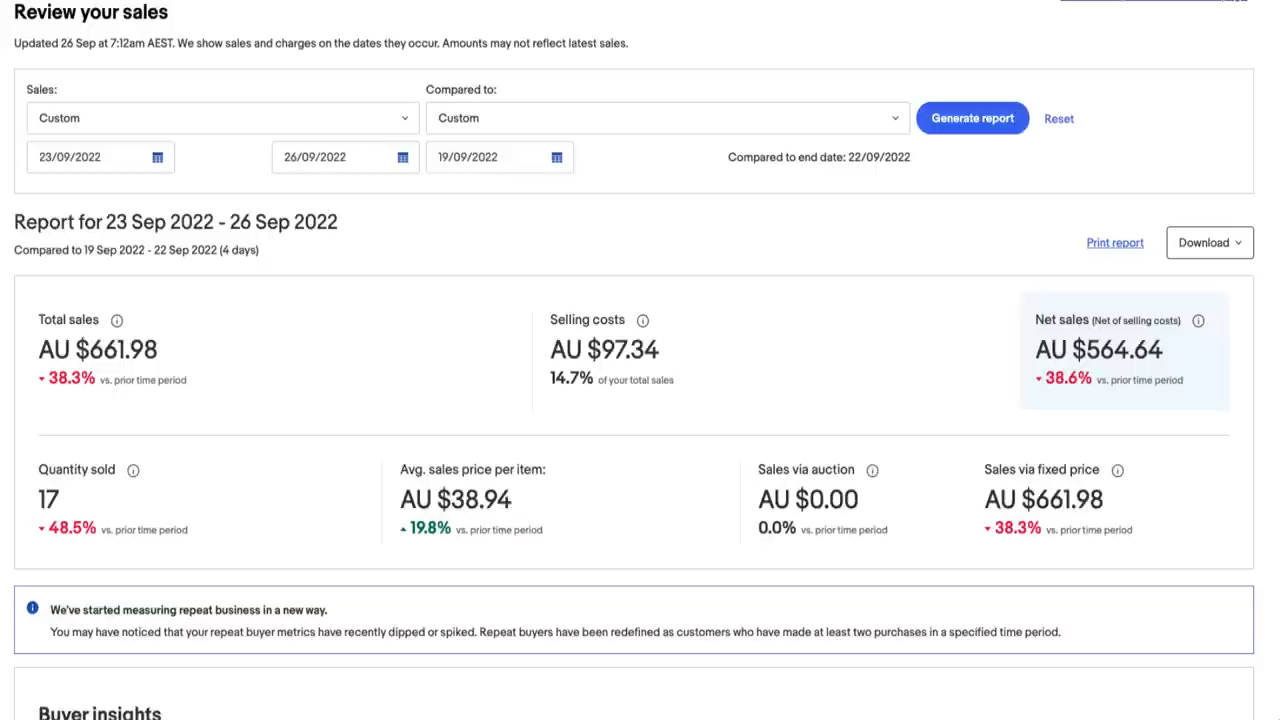 Review your sales
Updated 26 Sep at 7:12am AEST. We show sales and charges on the dates they occur. Amounts may not reflect latest sales.
Sales:
Compared to:
Custom
Custom
Generate report
Reset
23/09/2022
26/09/2022
19/09/2022
Compared to end date: 22/09/2022
Report for 23 Sep 2022 - 26 Sep 2022
Compared to 19 Sep 2022 - 22 Sep 2022 (4 days)
Print report
Download
Total sales
AU $661.98
38.3% vs. prior time period
Selling costs
AU $97.34
14.7% of your total sales
Net sales (Net of selling costs)
AU $564.64
38.6% vs. prior time period
Quantity sold
17
48.5% vs. prior time period
Avg. sales price per item:
AU $38.94
19.8% vs. prior time period
Sales via auction
AU $0.00
0.0% vs. prior time period
Sales via fixed price
AU $661.98
38.3% vs. prior time period
We've started measuring repeat business in a new way.
You may have noticed that your repeat buyer metrics have recently dipped or spiked. Repeat buyers have been redefined as customers who have made at least two purchases in a specified time period.
Buyer insights